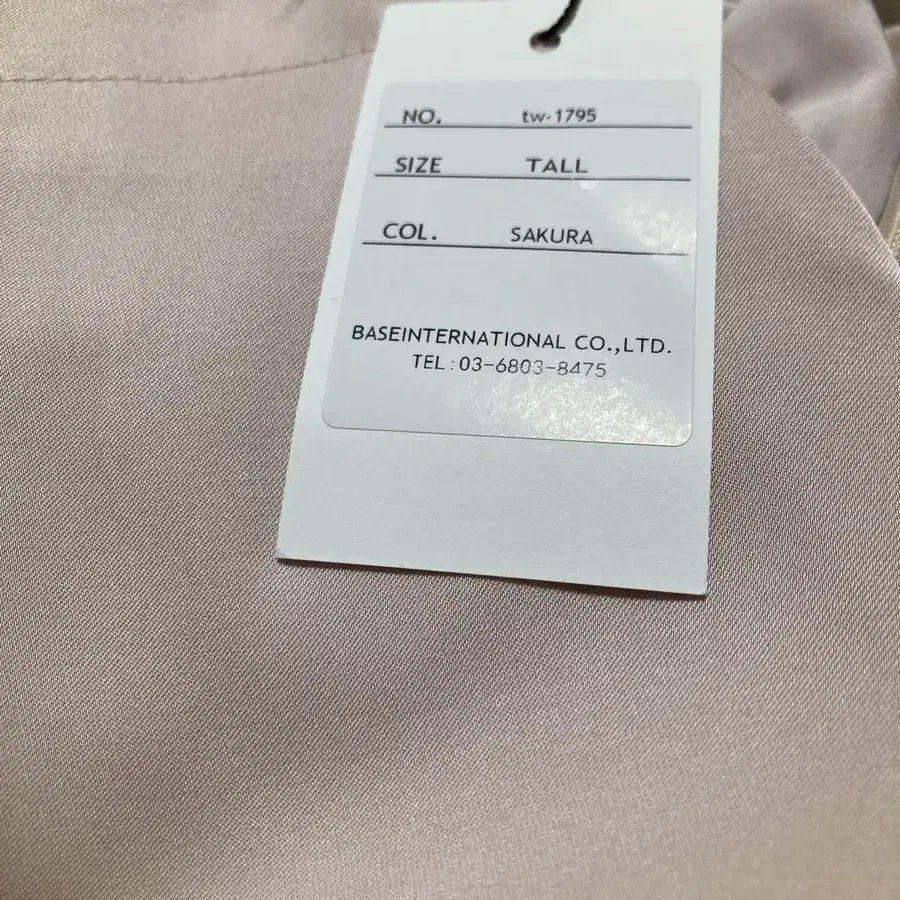 NO. tw-1795
SIZE TALL
COL. SAKURA
BASEINTERNATIONAL CO.,LTD.
TEL:03-6803-8475